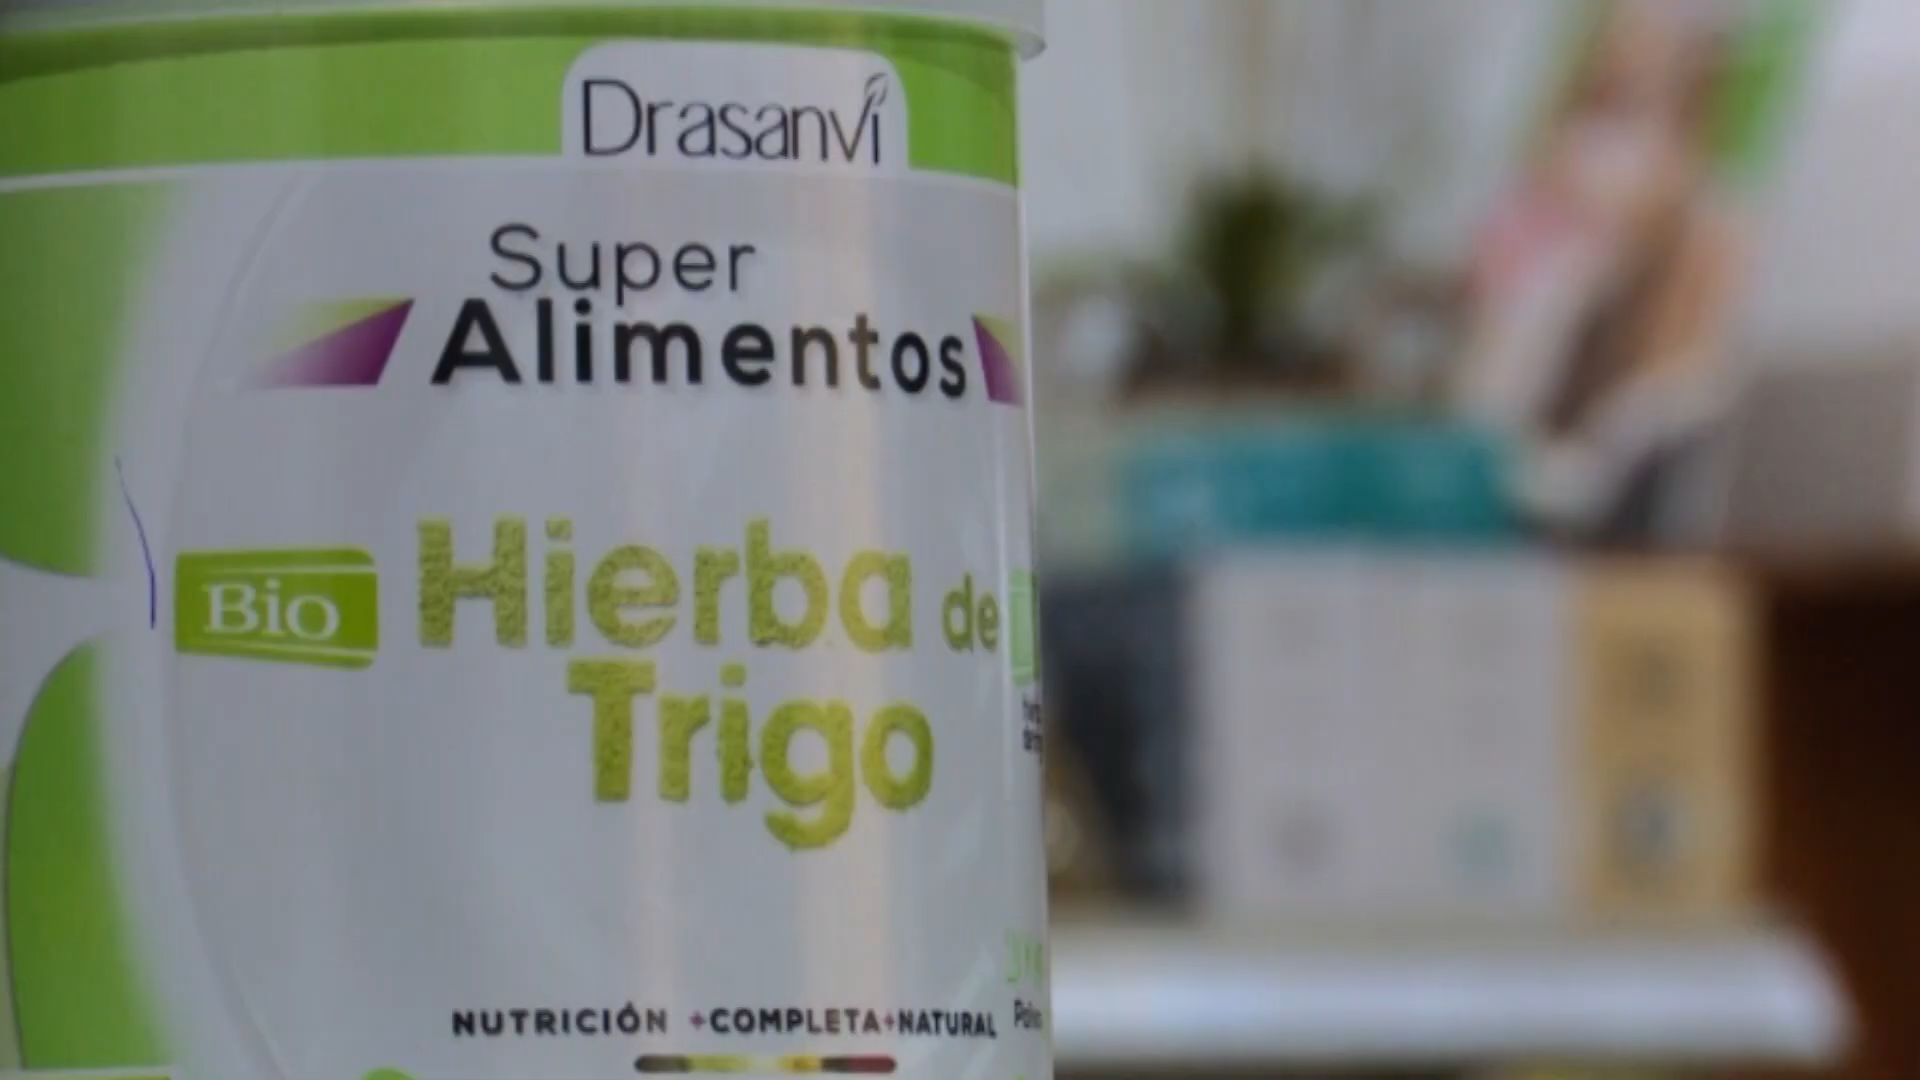 Drasanvi
Super
Alimentos
Bio
Hierba de
Trigo
NUTRICIÓN +COMPLETA+NATURAL